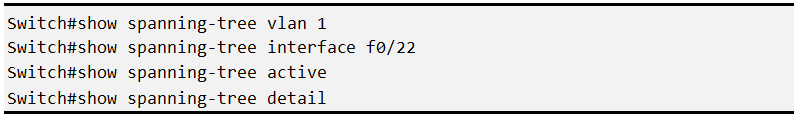 Switch#show spanning-tree vlan 1
Switch#show spanning-tree interface f0/22
Switch#show spanning-tree active
Switch#show spanning-tree detail